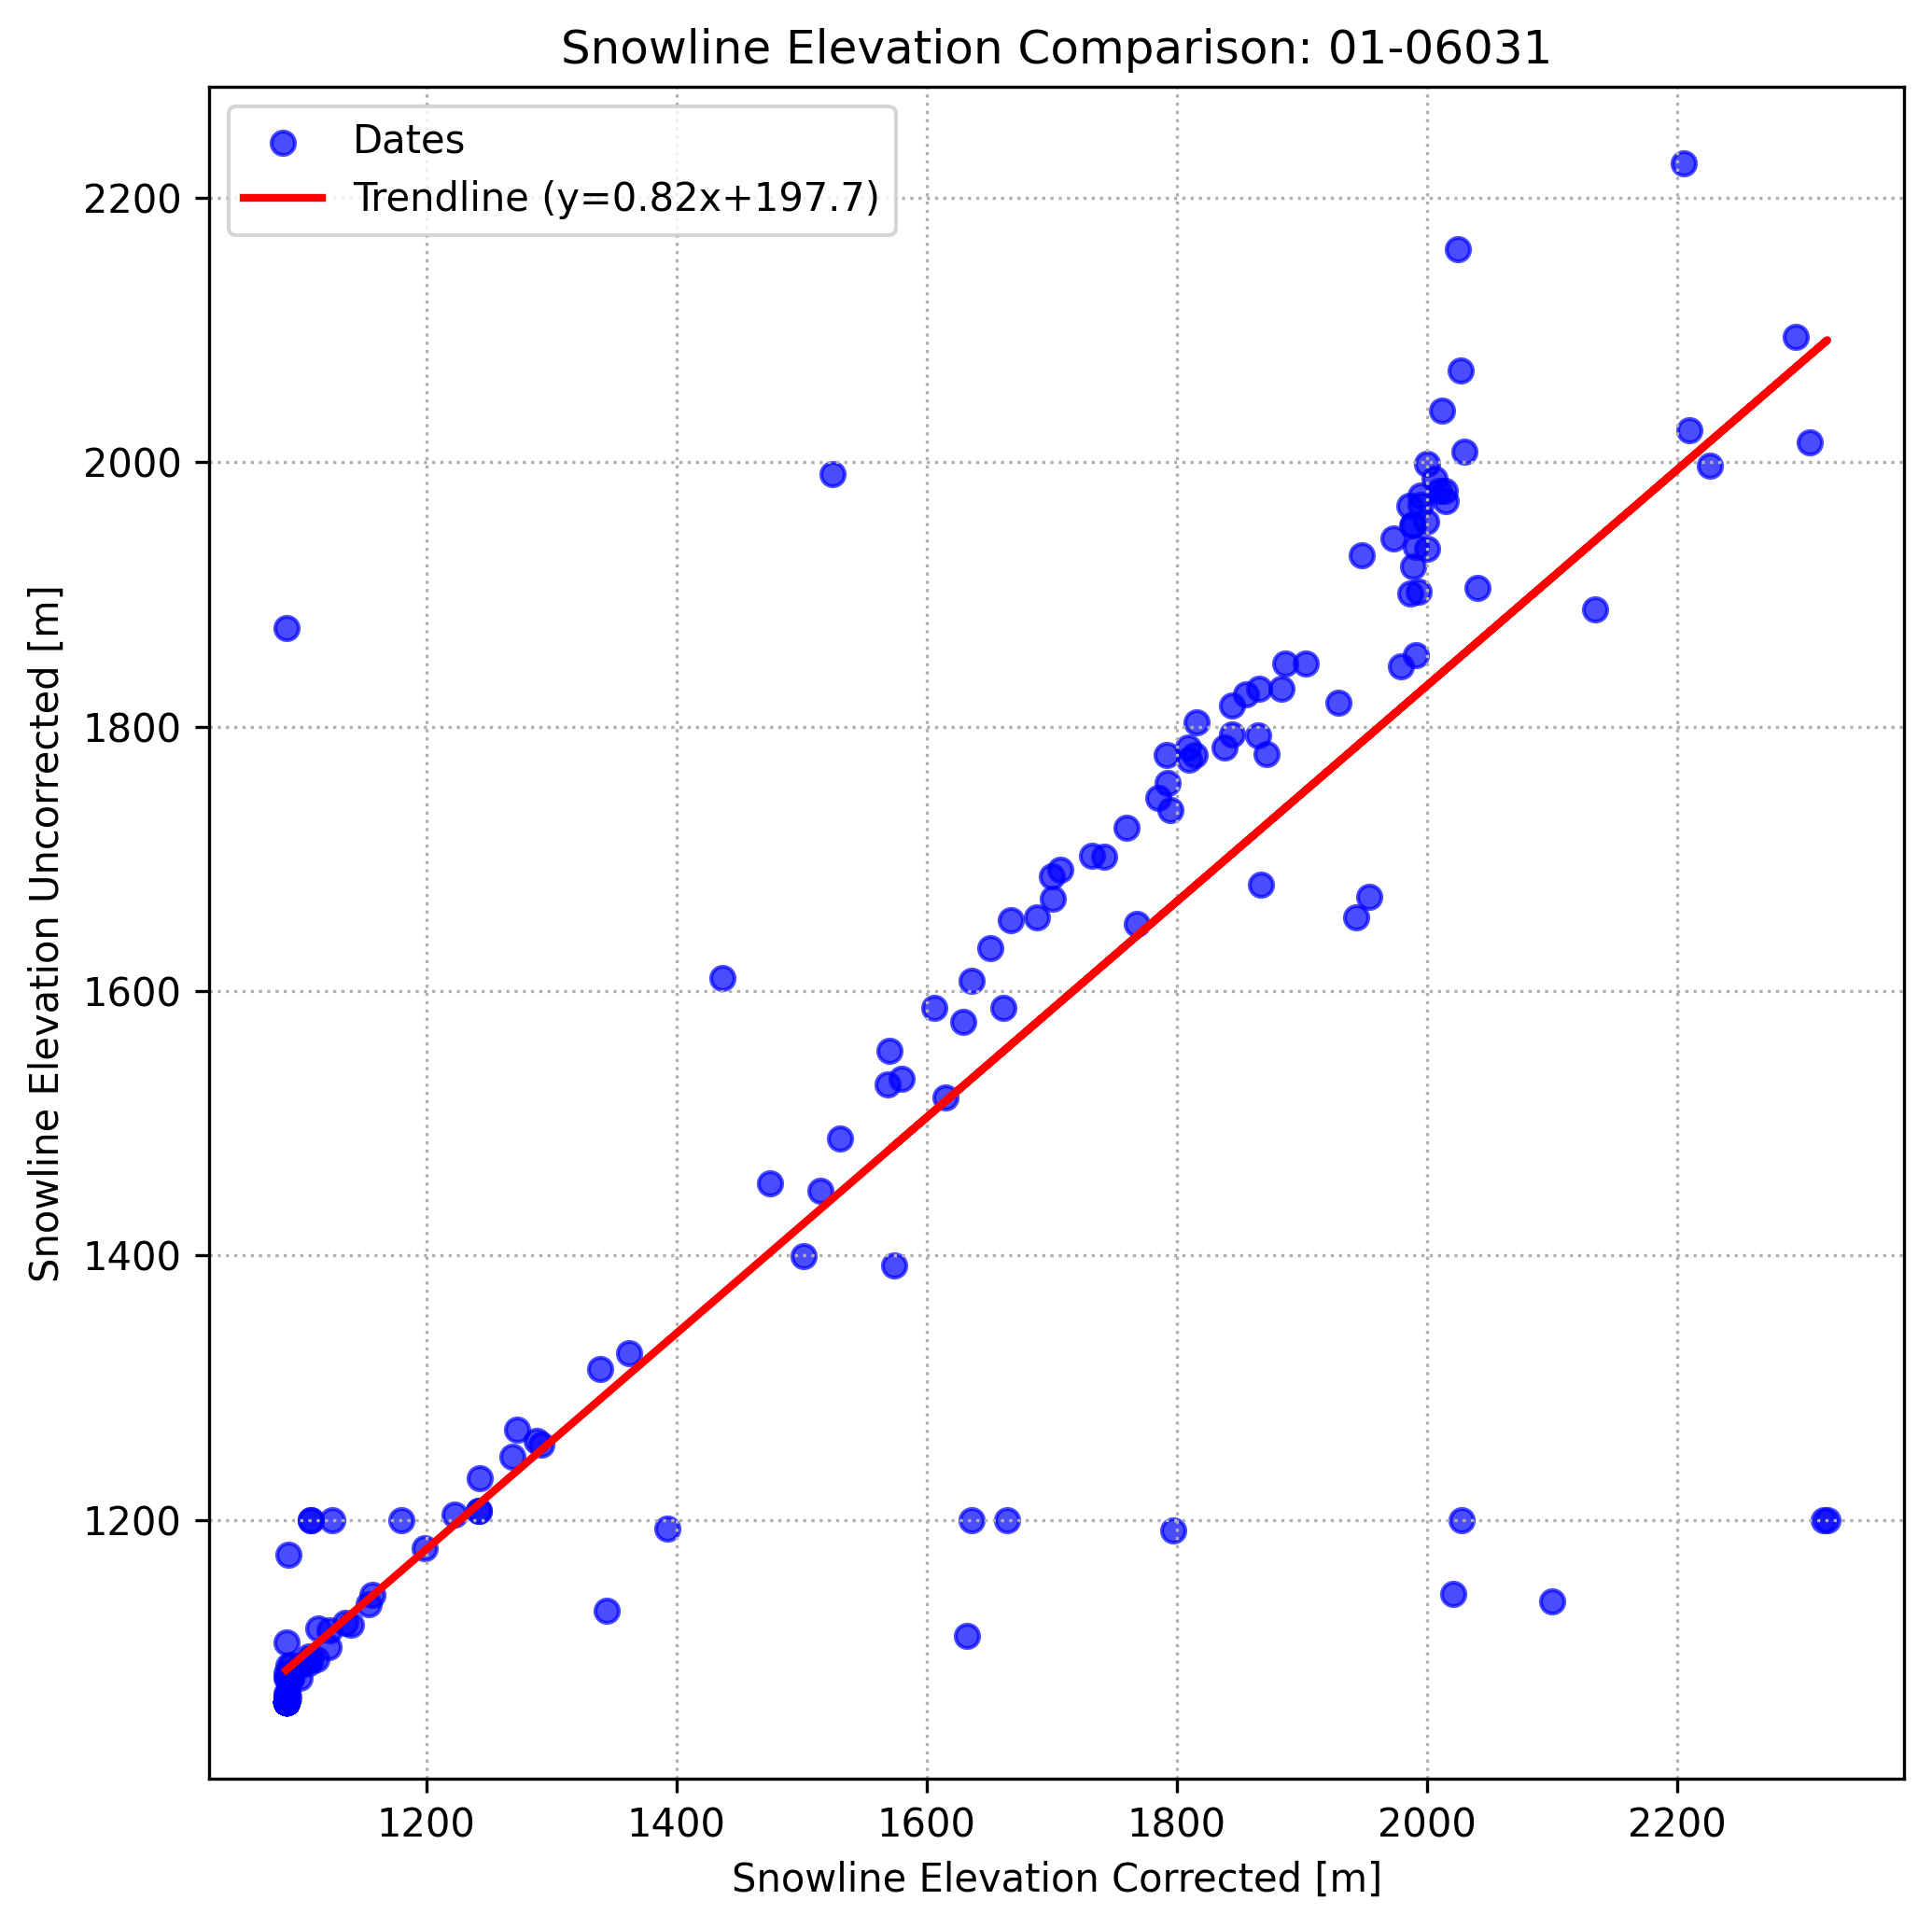 Snowline Elevation Comparison: 01-06031
Dates
Trendline (y=0.82x+197.7)
2200
2000
1800
1600
1400
1200
Snowline Elevation Uncorrected [m]
1200 1400 1600 1800 2000 2200
Snowline Elevation Corrected [m]